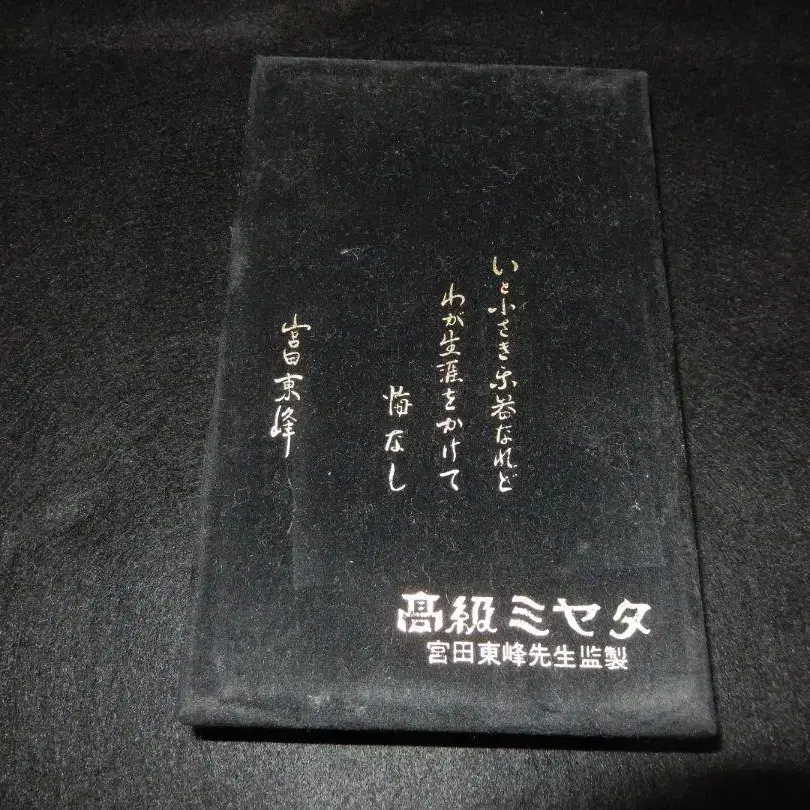 いと小さき楽器なれど
わが生涯をかけて
悔なし
宮田東峰
高級ミヤタ
宮田東峰先生監製